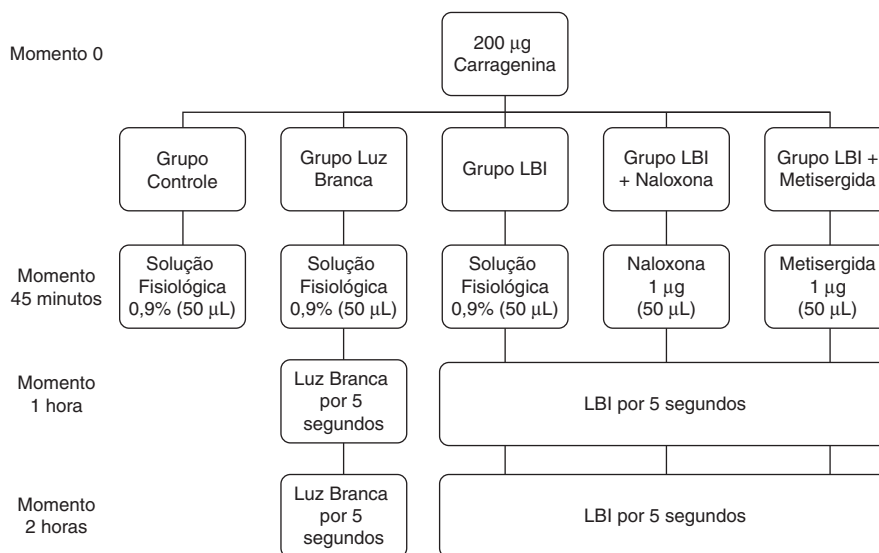 Momento 0
200 μg
Carragenina
Grupo
Controle
Grupo Luz
Branca
Grupo LBI
Grupo LBI
+ Naloxona
Grupo LBI +
Metisergida
Momento
45 minutos
Solução
Fisiológica
0,9% (50 μL)
Solução
Fisiológica
0,9% (50 μL)
Solução
Fisiológica
0,9% (50 μL)
Naloxona
1 μg
(50 μL)
Metisergida
1 μg
(50 μL)
Momento
1 hora
Luz Branca
por 5
segundos
LBI por 5 segundos
Momento
2 horas
Luz Branca
por 5
segundos
LBI por 5 segundos